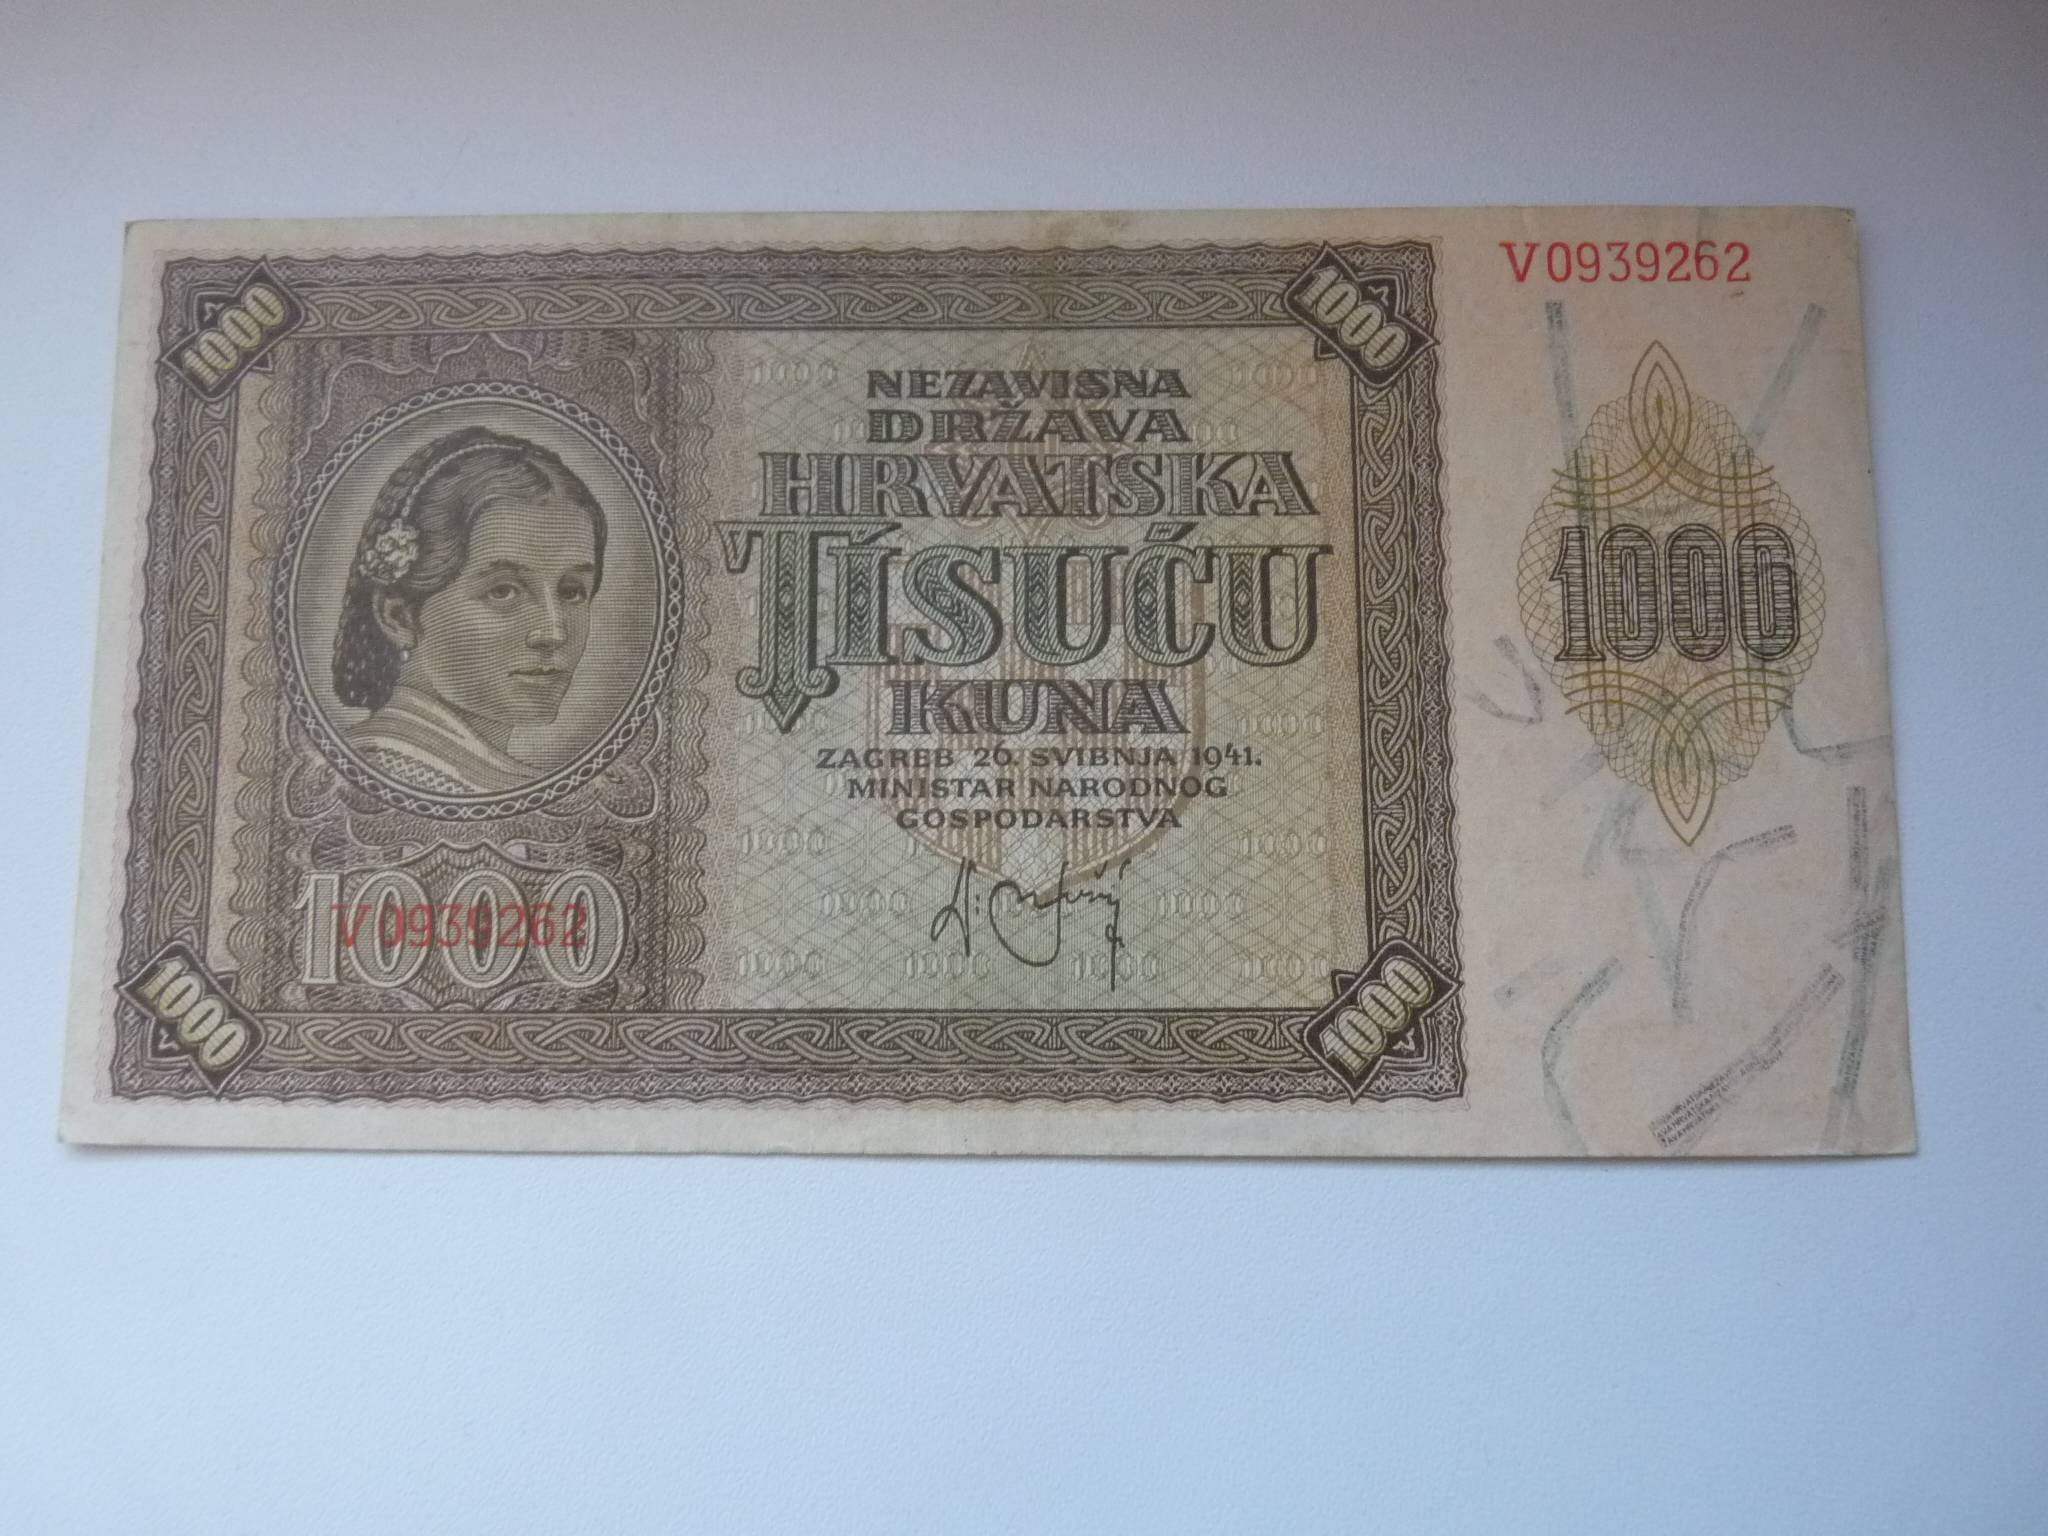 V0939262
1000
1000
NEZAVISNA
DRŽAVA
HRVATSKA
TISUĆU
KUNA
ZAGREB 26. SVIBNJA 1941.
MINISTAR NARODNOG
GOSPODARSTVA
1000
1000
V0939262
1000
1000